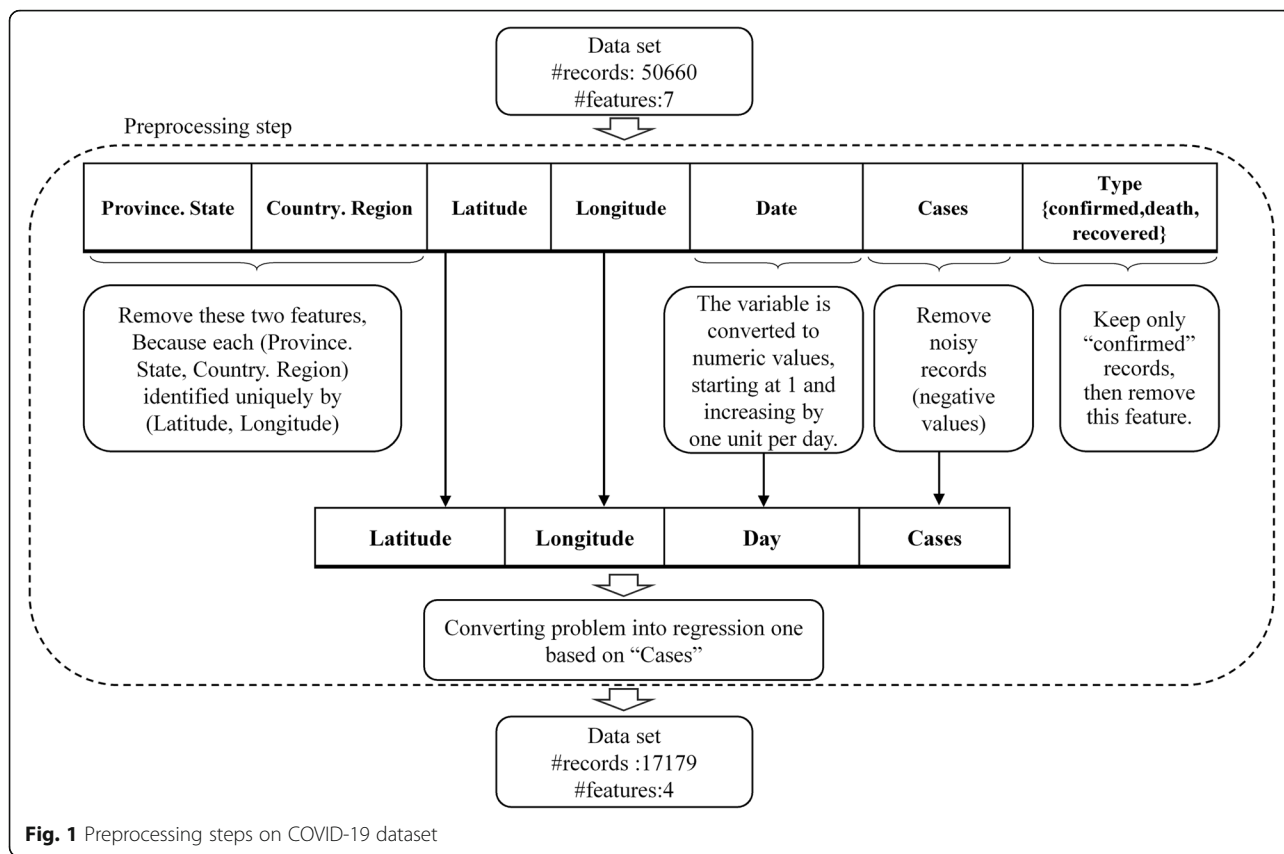 Data set
#records: 50660
#features:7
Preprocessing step
Province. State
Country. Region
Latitude
Longitude
Date
Cases
Type
{confirmed,death,
recovered}
Remove these two features,
Because each (Province.
State, Country. Region)
identified uniquely by
(Latitude, Longitude)
The variable is
converted to
numeric values,
starting at 1 and
increasing by
one unit per day.
Remove
noisy
records
(negative
values)
Keep only
“confirmed”
records,
then remove
this feature.
Latitude
Longitude
Day
Cases
Converting problem into regression one
based on “Cases”
Data set
#records :17179
#features:4
Fig. 1 Preprocessing steps on COVID-19 dataset